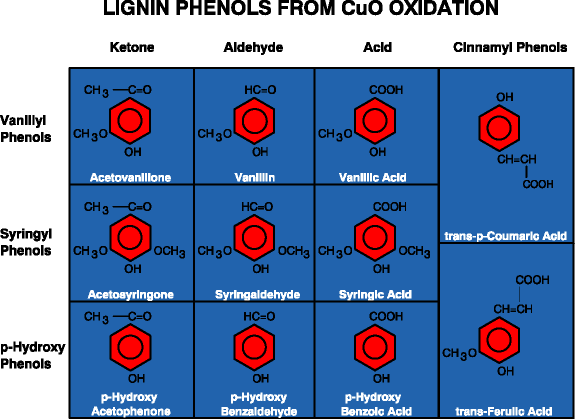 LIGNIN PHENOLS FROM CuO OXIDATION
Ketone Aldehyde Acid Cinnamyl Phenols
Vanillyl
Phenols
CH₃ C=O
CH₃O
OH
Acetovanillone
HC=O
CH₃O
OH
Vanillin
COOH
CH₃O
OH
Vanillic Acid
OH
CH=CH
COOH
trans-p-Coumaric Acid
Syringyl
Phenols
CH₃ C=O
CH₃O OCH₃
OH
Acetosyringone
HC=O
CH₃O OCH₃
OH
Syringaldehyde
COOH
CH₃O OCH₃
OH
Syringic Acid
COOH
CH=CH
CH₃O
OH
trans-Ferulic Acid
p-Hydroxy
Phenols
CH₃ C=O
OH
p-Hydroxy
Acetophenone
HC=O
OH
p-Hydroxy
Benzaldehyde
COOH
OH
p-Hydroxy
Benzoic Acid